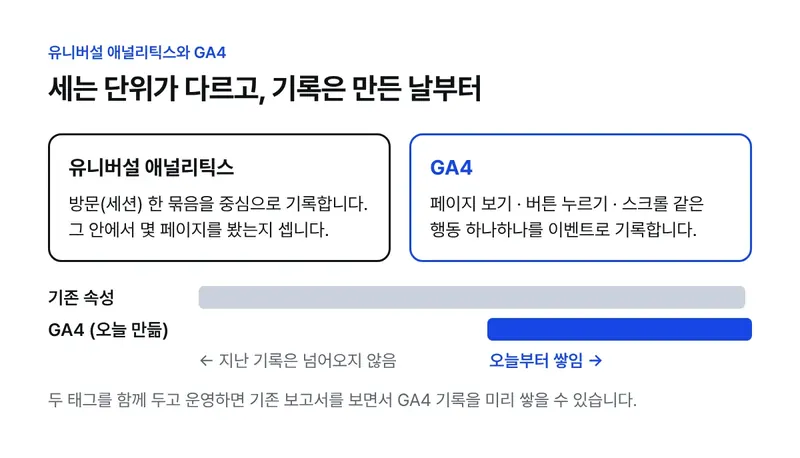 유니버설 애널리틱스와 GA4
세는 단위가 다르고, 기록은 만든 날부터
유니버설 애널리틱스
방문(세션) 한 묶음을 중심으로 기록합니다.
그 안에서 몇 페이지를 봤는지 셉니다.
GA4
페이지 보기 · 버튼 누르기 · 스크롤 같은
행동 하나하나를 이벤트로 기록합니다.
기존 속성
GA4 (오늘 만듦)
← 지난 기록은 넘어오지 않음
오늘부터 쌓임 →
두 태그를 함께 두고 운영하면 기존 보고서를 보면서 GA4 기록을 미리 쌓을 수 있습니다.